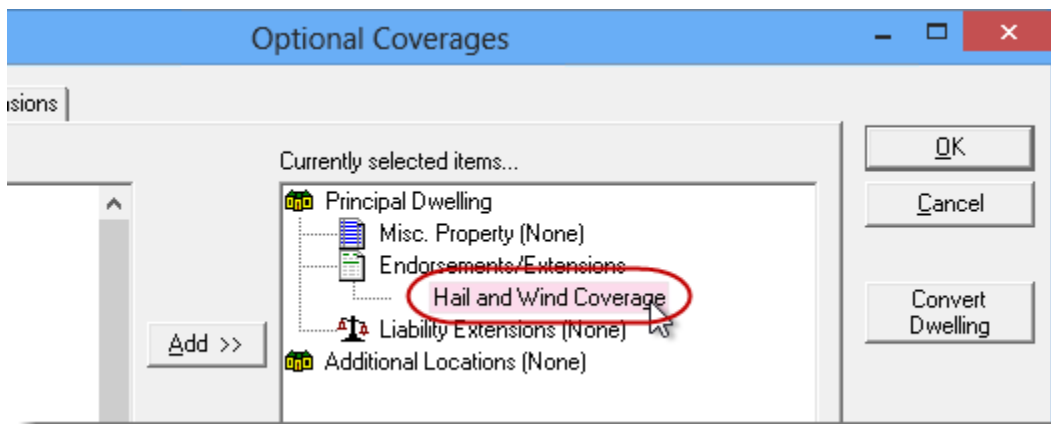 Optional Coverages
nsions
Currently selected items...
Principal Dwelling
Misc. Property (None)
Endorsements/Extensions
Hail and Wind Coverage
Liability Extensions (None)
Additional Locations (None)
Add >>
OK
Cancel
Convert
Dwelling